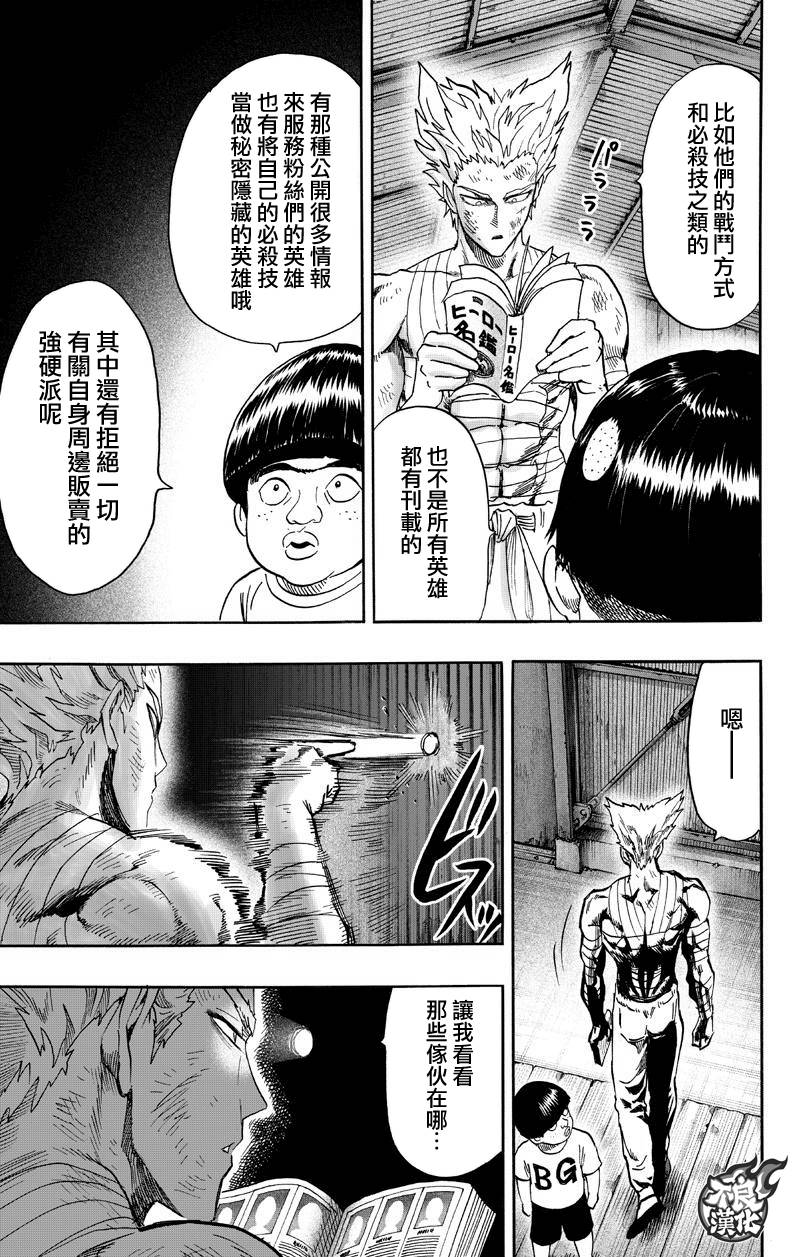 比如他們的戰鬥方式
和必殺技之類的
パラララ
ヒーロー
名鑑
ヒーロー名鑑
也不是所有英雄
都有刊載的
有那種公開很多情報
來服務粉絲們的英雄
也有將自己的必殺技
當做秘密隱藏的英雄哦
其中還有拒絕一切
有關自身周邊販賣的
強硬派呢
嗯——
BG
ビスッ
讓我看看
那些傢伙在哪…
漢化